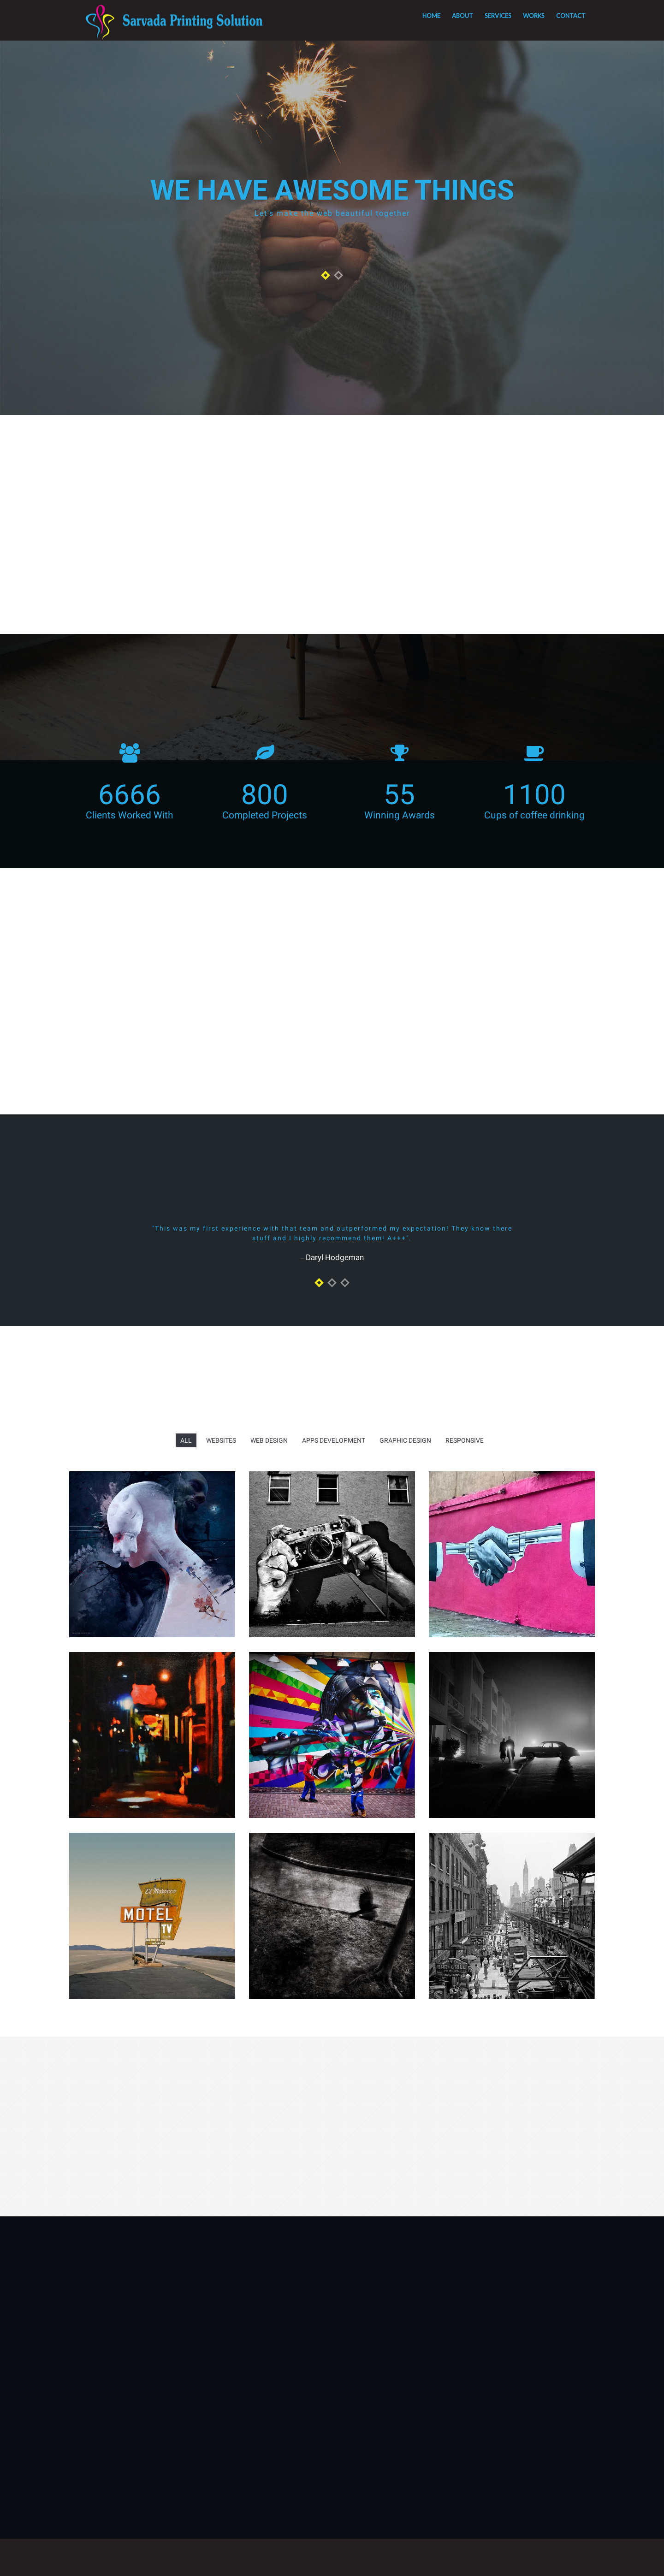 Sarvada Printing Solution
HOME ABOUT SERVICES WORKS CONTACT
WE HAVE AWESOME THINGS
Let's make the web beautiful together
6666 800 55 1100
Clients Worked With Completed Projects Winning Awards Cups of coffee drinking
"This was my first experience with that team and outperformed my expectation! They know there
stuff and I highly recommend them! A+++"
- Daryl Hodgeman
ALL WEBSITES WEB DESIGN APPS DEVELOPMENT GRAPHIC DESIGN RESPONSIVE
MOTEL
TV